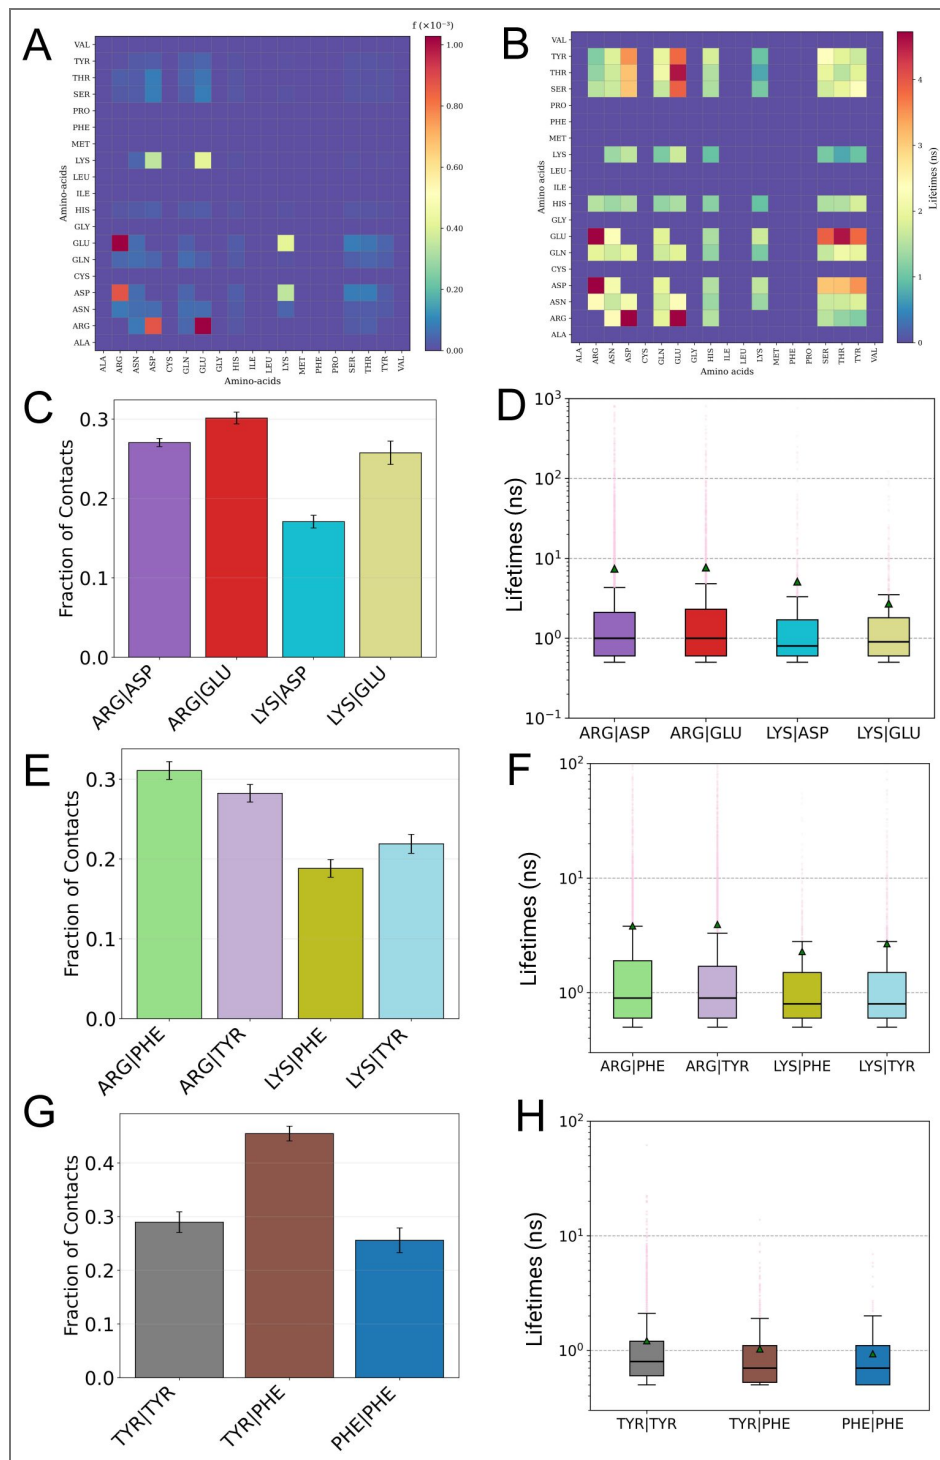 A
f (×10⁻³)
VAL
TYR
THR
SER
PRO
PHE
MET
LYS
LEU
ILE
HIS
GLY
GLU
GLN
CYS
ASP
ASN
ARG
ALA
Amino-acids
ALA ARG ASN ASP CYS GLN GLU GLY HIS ILE LEU LYS MET PHE PRO SER THR TYR VAL
Amino-acids
1.00
0.80
0.60
0.40
0.20
0.00
B
VAL
TYR
THR
SER
PRO
PHE
MET
LYS
LEU
ILE
HIS
GLY
GLU
GLN
CYS
ASP
ASN
ARG
ALA
Amino acids
ALA ARG ASN ASP CYS GLN GLU GLY HIS ILE LEU LYS MET PHE PRO SER THR TYR VAL
Amino acids
4
3
2
1
0
Lifetimes (ns)
C
Fraction of Contacts
0.3
0.2
0.1
0.0
ARG|ASP ARG|GLU LYS|ASP LYS|GLU
D
Lifetimes (ns)
10³
10²
10¹
10⁰
10⁻¹
ARG|ASP ARG|GLU LYS|ASP LYS|GLU
E
Fraction of Contacts
0.3
0.2
0.1
0.0
ARG|PHE ARG|TYR LYS|PHE LYS|TYR
F
Lifetimes (ns)
10²
10¹
10⁰
ARG|PHE ARG|TYR LYS|PHE LYS|TYR
G
Fraction of Contacts
0.4
0.3
0.2
0.1
0.0
TYR|TYR TYR|PHE PHE|PHE
H
Lifetimes (ns)
10²
10¹
10⁰
TYR|TYR TYR|PHE PHE|PHE